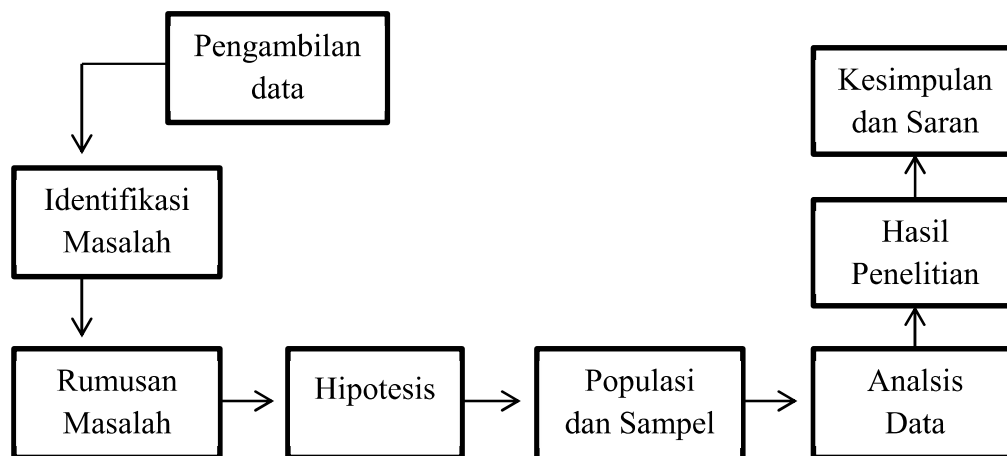 Pengambilan
data
Identifikasi
Masalah
Rumusan
Masalah
Hipotesis
Populasi
dan Sampel
Analsis
Data
Hasil
Penelitian
Kesimpulan
dan Saran